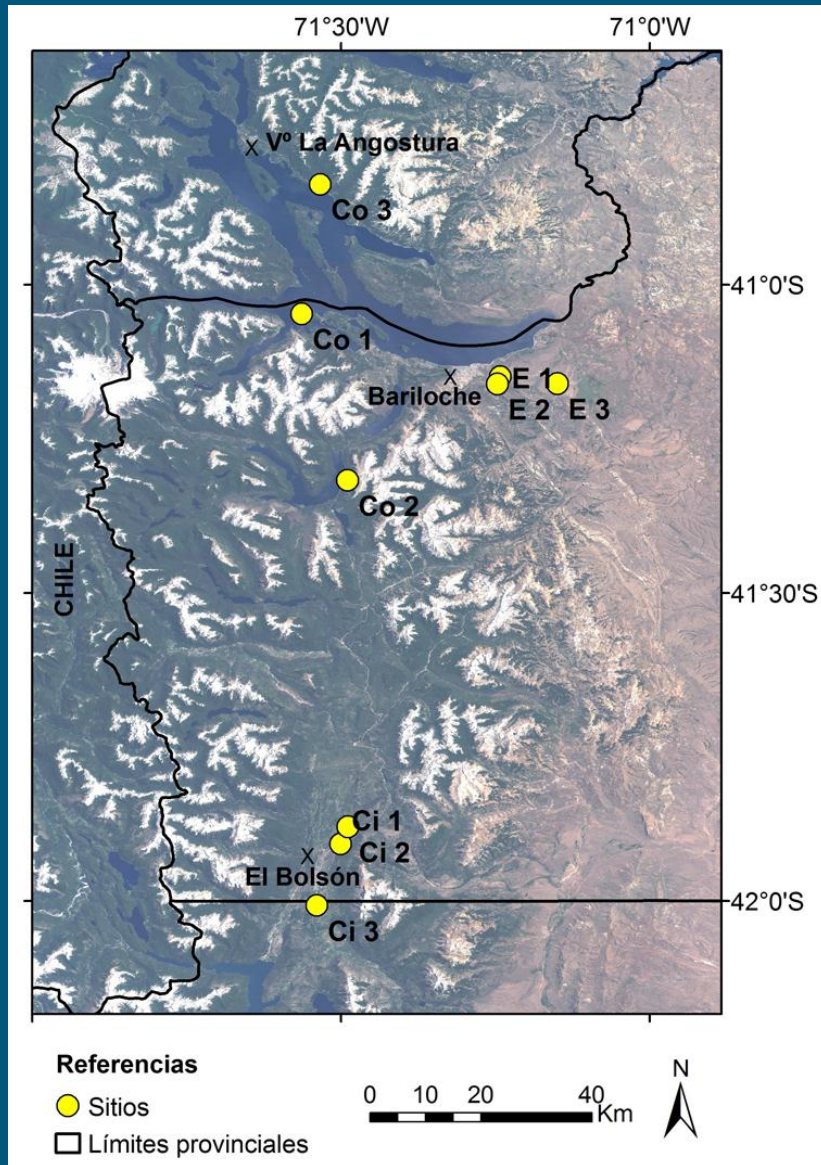 71°30'W
71°0'W
Vº La Angostura
Co 3
41°0'S
Co 1
E 1
Bariloche
E 2
E 3
Co 2
CHILE
41°30'S
Ci 1
Ci 2
El Bolsón
42°0'S
Ci 3
Referencias
Sitios
Límites provinciales
0 10 20 40
Km
N